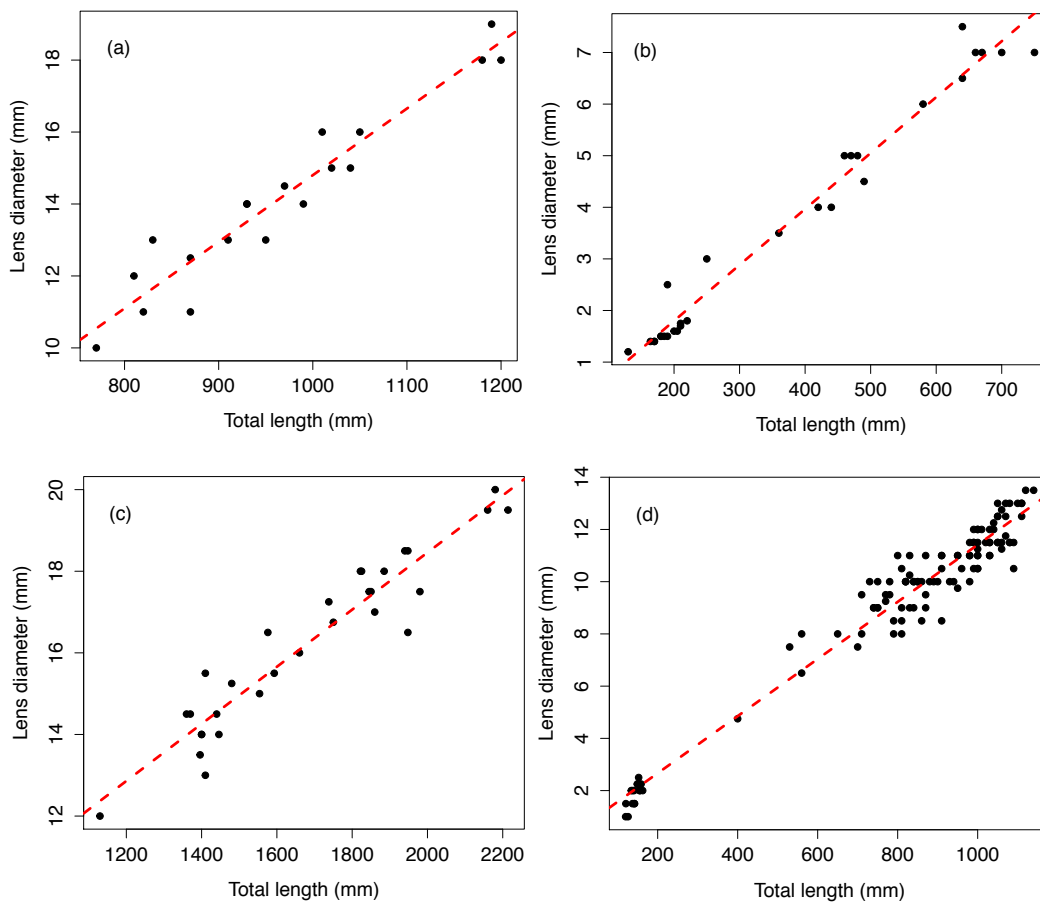 (a)
Lens diameter (mm)
10 12 14 16 18
800 900 1000 1100 1200
Total length (mm)
(b)
Lens diameter (mm)
1 2 3 4 5 6 7
200 300 400 500 600 700
Total length (mm)
(c)
Lens diameter (mm)
12 14 16 18 20
1200 1400 1600 1800 2000 2200
Total length (mm)
(d)
Lens diameter (mm)
2 4 6 8 10 12 14
200 400 600 800 1000
Total length (mm)